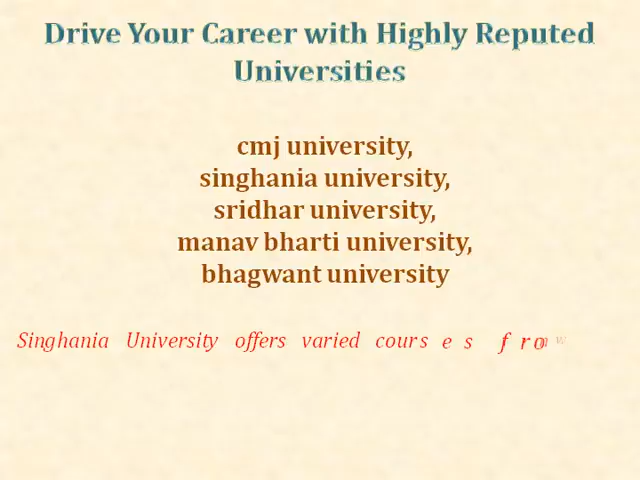 Drive Your Career with Highly Reputed
Universities
cmj university,
singhania university,
sridhar university,
manav bharti university,
bhagwant university
Singhania University offers varied courses from w